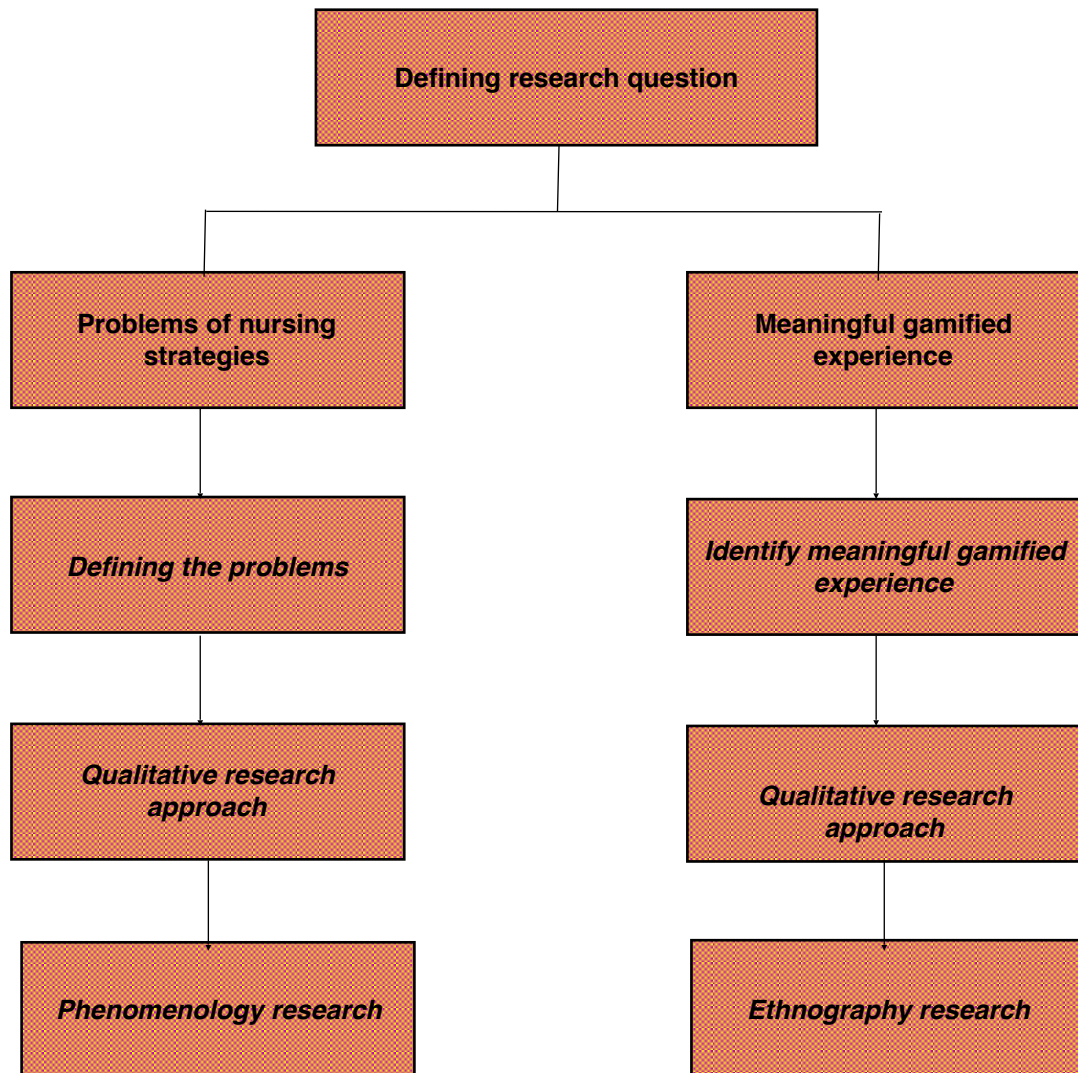 Defining research question
Problems of nursing
strategies
Meaningful gamified
experience
Defining the problems
Identify meaningful gamified
experience
Qualitative research
approach
Qualitative research
approach
Phenomenology research
Ethnography research